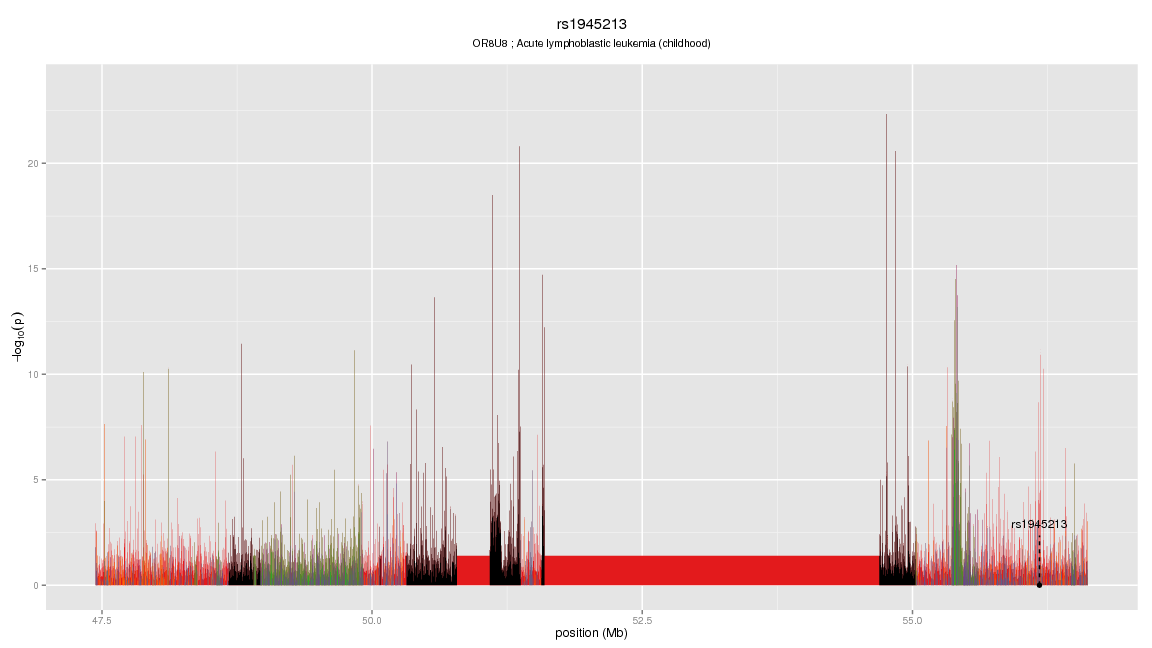 rs1945213
OR8U8 ; Acute lymphoblastic leukemia (childhood)
20
15
10
5
0
−log10(p)
rs1945213
47.5 50.0 52.5 55.0
position (Mb)